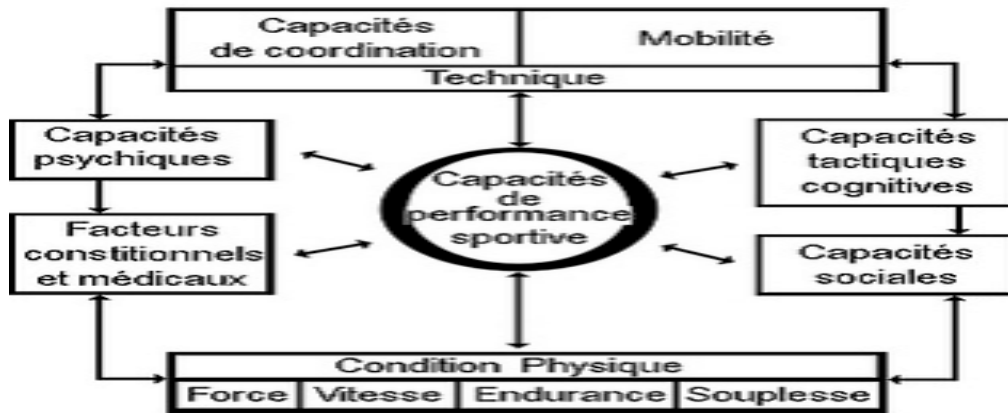 Capacités
de coordination
Mobilité
Technique
Capacités
psychiques
Capacités
de
performance
sportive
Capacités
tactiques
cognitives
Facteurs
constitionnels
et médicaux
Capacités
sociales
Condition Physique
Force
Vitesse
Endurance
Souplesse